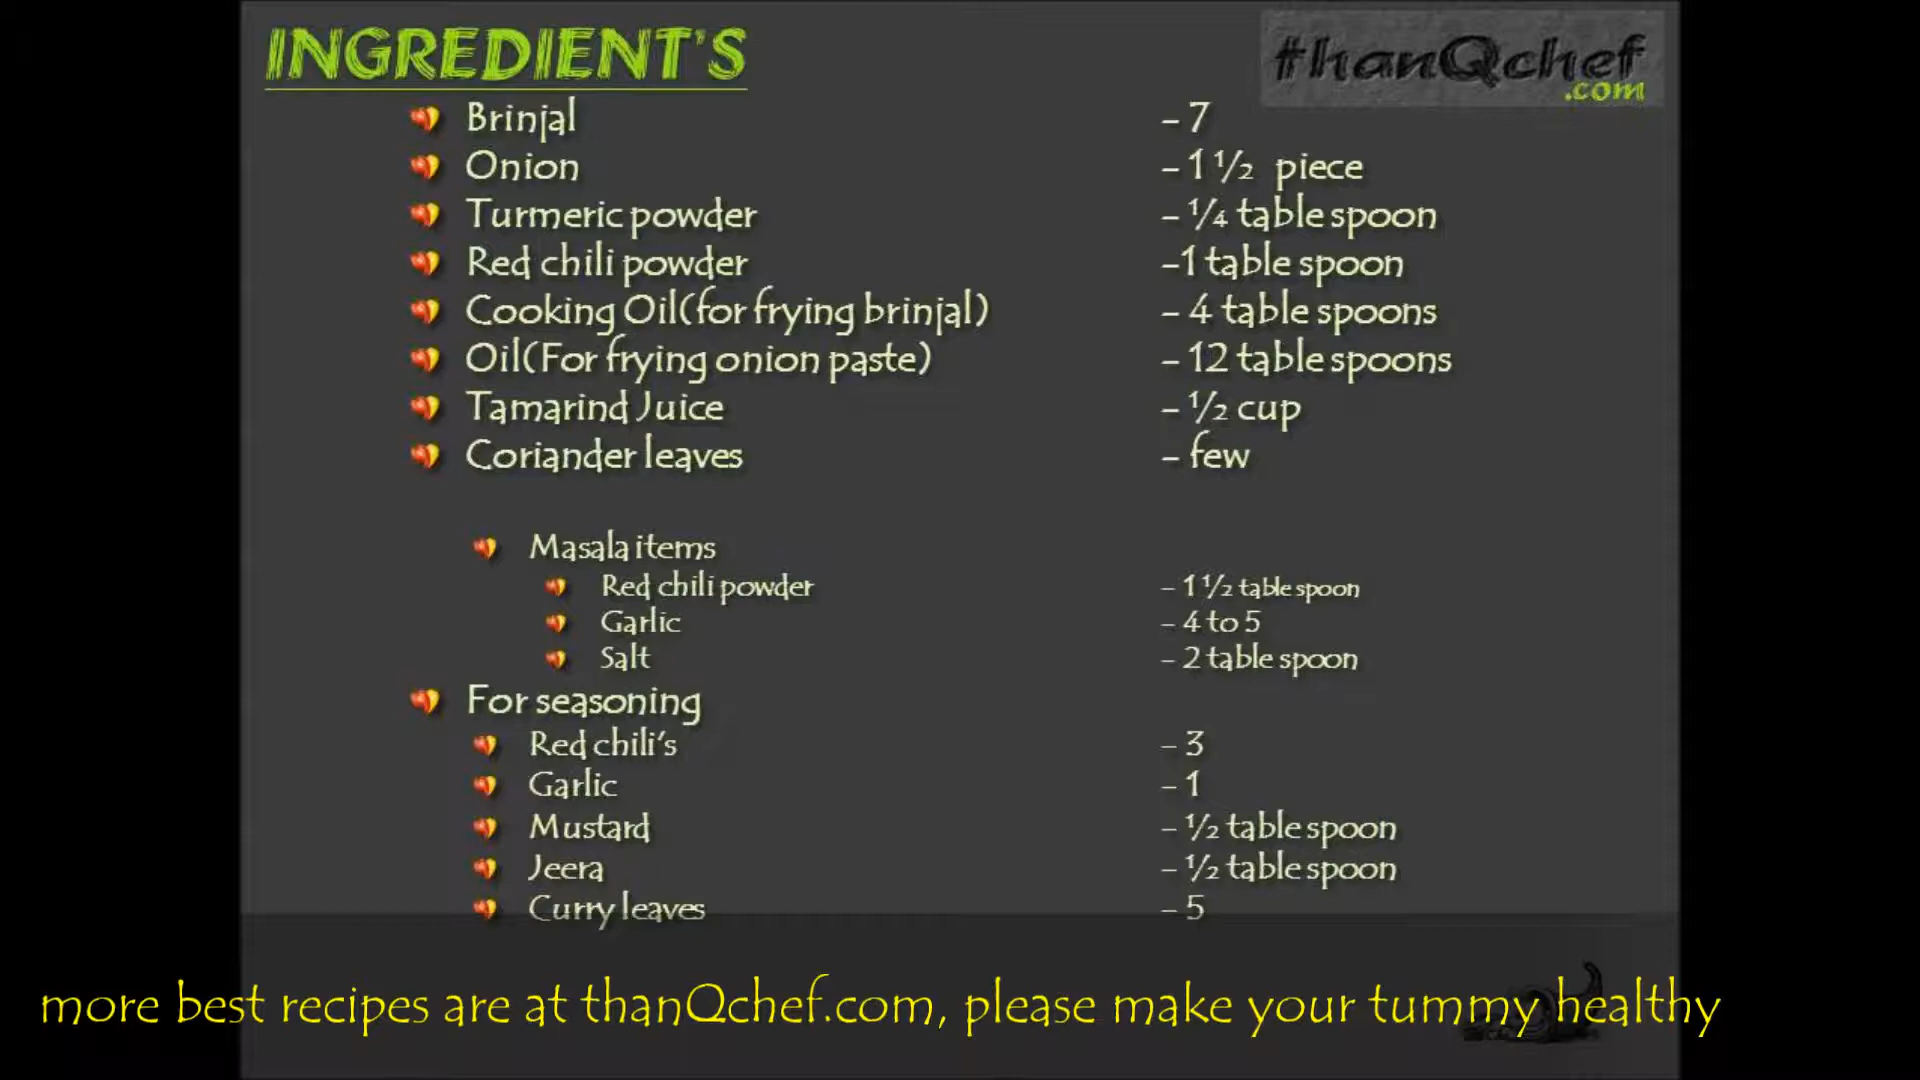 INGREDIENT'S
#hanQchef
.com
Brinjal – 7
Onion – 1 ½ piece
Turmeric powder – ¼ table spoon
Red chili powder –1 table spoon
Cooking Oil(for frying brinjal) – 4 table spoons
Oil(For frying onion paste) – 12 table spoons
Tamarind Juice – ½ cup
Coriander leaves – few
Masala items
Red chili powder – 1 ½ table spoon
Garlic – 4 to 5
Salt – 2 table spoon
For seasoning
Red chili's – 3
Garlic – 1
Mustard – ½ table spoon
Jeera – ½ table spoon
Curry leaves – 5
more best recipes are at thanQchef.com, please make your tummy healthy